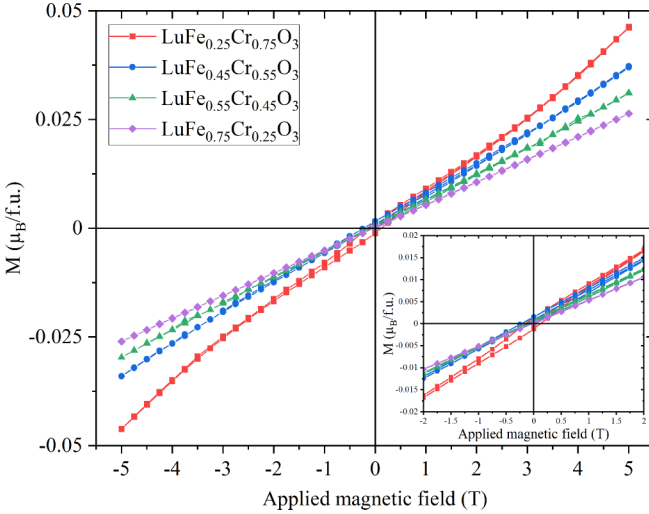 0.05
LuFe0.25Cr0.75O3
LuFe0.45Cr0.55O3
LuFe0.55Cr0.45O3
LuFe0.75Cr0.25O3
0.025
M (μB/f.u.)
0
-0.025
-0.05
-5 -4 -3 -2 -1 0 1 2 3 4 5
Applied magnetic field (T)
0.02
0.015
0.01
0.005
M (μB/f.u.)
0
-0.005
-0.01
-0.015
-0.02
-2 -1.5 -1 -0.5 0 0.5 1 1.5 2
Applied magnetic field (T)